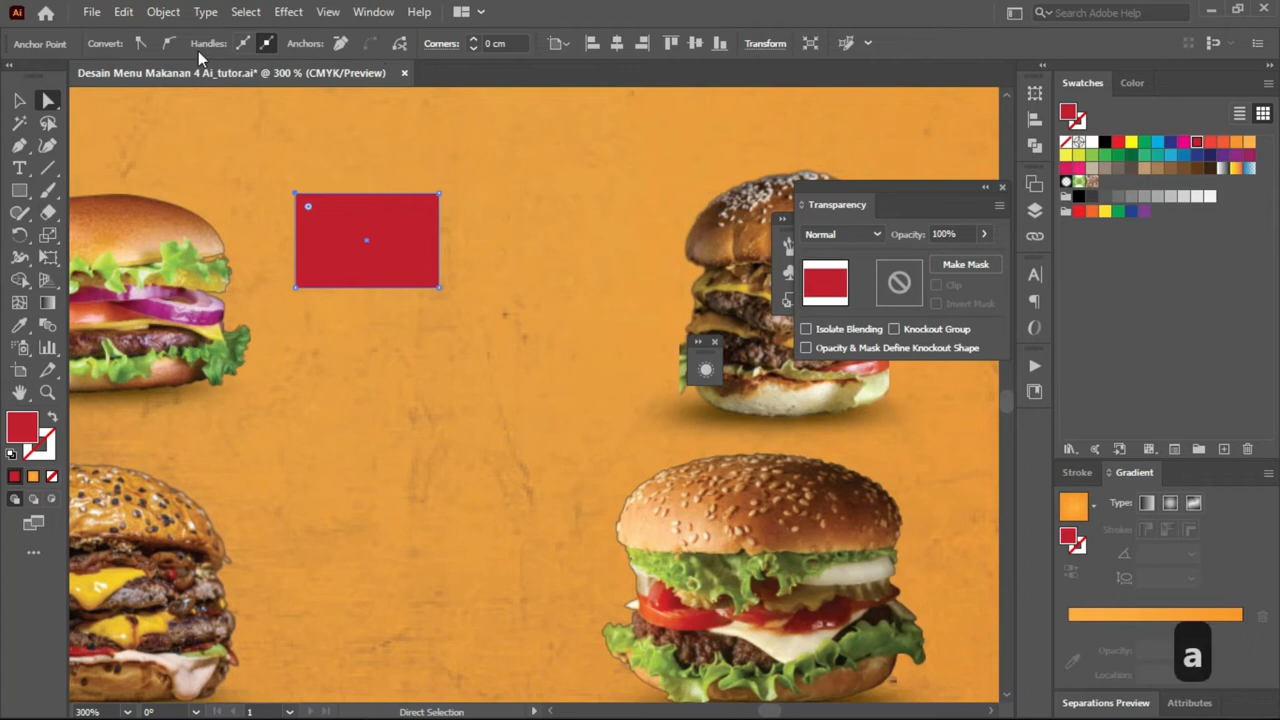 Ai File Edit Object Type Select Effect View Window Help Search Adobe Help
Anchor Point Convert: Handles: Anchors: Corners: 0 cm Transform
Desain Menu Makanan 4 Ai_tutor.ai* @ 300 % (CMYK/Preview)
Swatches Color
Transparency
Normal Opacity: 100%
Make Mask
Clip
Invert Mask
Isolate Blending Knockout Group
Opacity & Mask Define Knockout Shape
Stroke Gradient
Type:
Stroke:
Opacity:
Location:
a
Separations Preview Attributes
300% 0° 1 Direct Selection